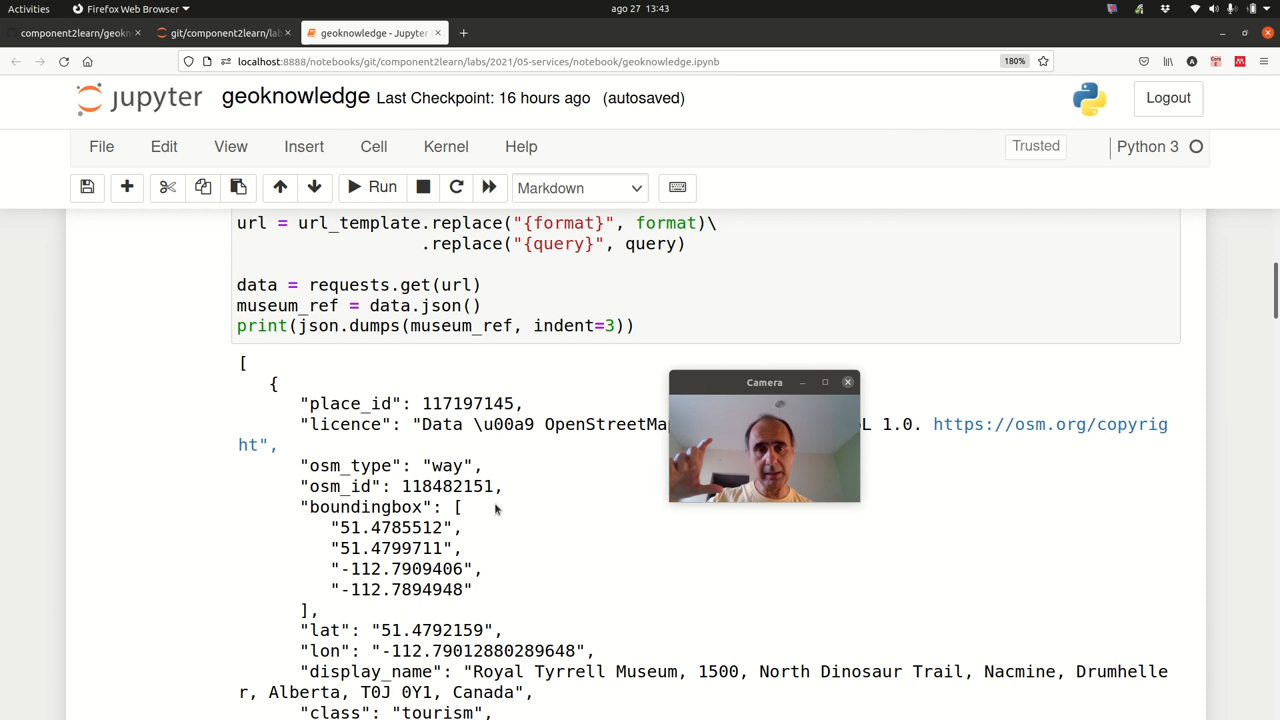 Activities Firefox Web Browser ago 27 13:43
component2learn/geokn git/component2learn/lab geoknowledge - Jupyter
localhost:8888/notebooks/git/component2learn/labs/2021/05-services/notebook/geoknowledge.ipynb 180%
jupyter geoknowledge Last Checkpoint: 16 hours ago (autosaved) Logout
File Edit View Insert Cell Kernel Help Trusted Python 3
Run Markdown
url = url_template.replace("{format}", format)\
.replace("{query}", query)
data = requests.get(url)
museum_ref = data.json()
print(json.dumps(museum_ref, indent=3))
[
{
Camera
"place_id": 117197145,
"licence": "Data \u00a9 OpenStreetMa L 1.0. https://osm.org/copyrig
ht",
"osm_type": "way",
"osm_id": 118482151,
"boundingbox": [
"51.4785512",
"51.4799711",
"-112.7909406",
"-112.7894948"
],
"lat": "51.4792159",
"lon": "-112.79012880289648",
"display_name": "Royal Tyrrell Museum, 1500, North Dinosaur Trail, Nacmine, Drumhelle
r, Alberta, T0J 0Y1, Canada",
"class": "tourism",